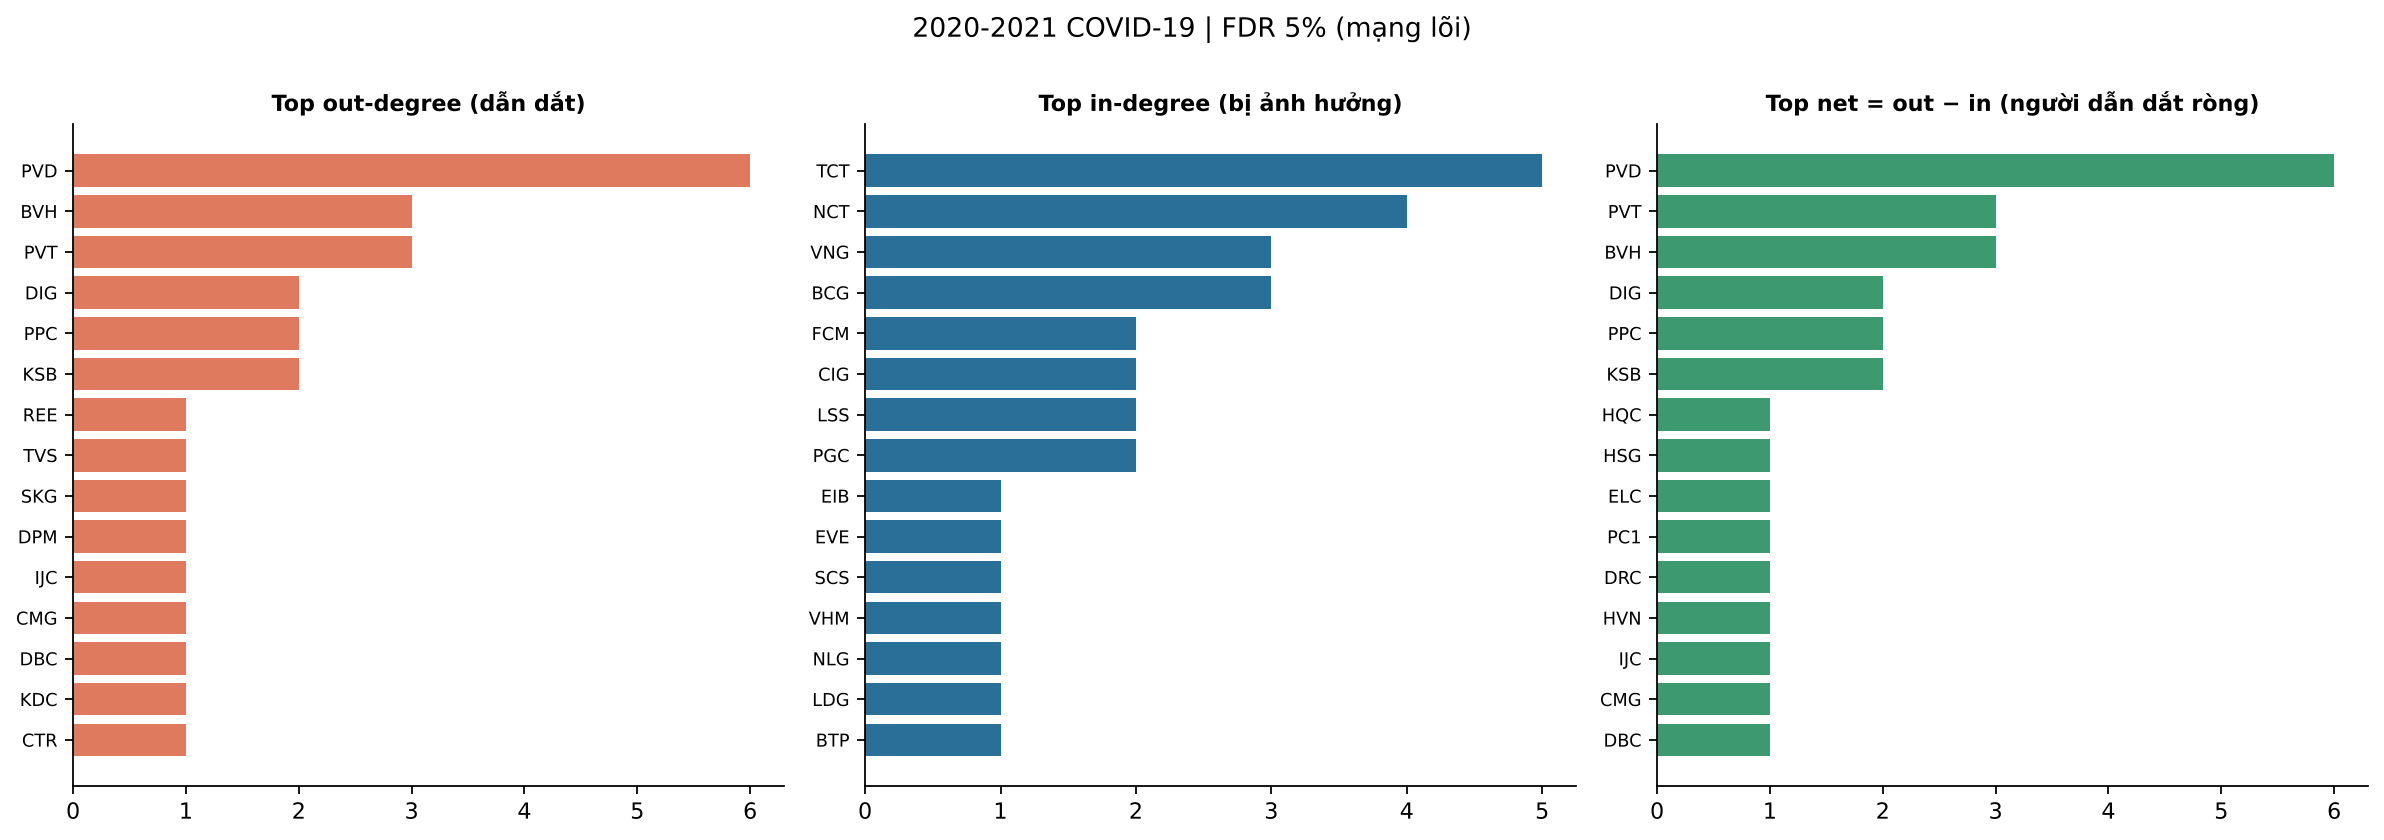 2020-2021 COVID-19 | FDR 5% (mạng lõi)
Top out-degree (dẫn dắt)
PVD
BVH
PVT
DIG
PPC
KSB
REE
TVS
SKG
DPM
IJC
CMG
DBC
KDC
CTR
0 1 2 3 4 5 6
Top in-degree (bị ảnh hưởng)
TCT
NCT
VNG
BCG
FCM
CIG
LSS
PGC
EIB
EVE
SCS
VHM
NLG
LDG
BTP
0 1 2 3 4 5
Top net = out − in (người dẫn dắt ròng)
PVD
PVT
BVH
DIG
PPC
KSB
HQC
HSG
ELC
PC1
DRC
HVN
IJC
CMG
DBC
0 1 2 3 4 5 6